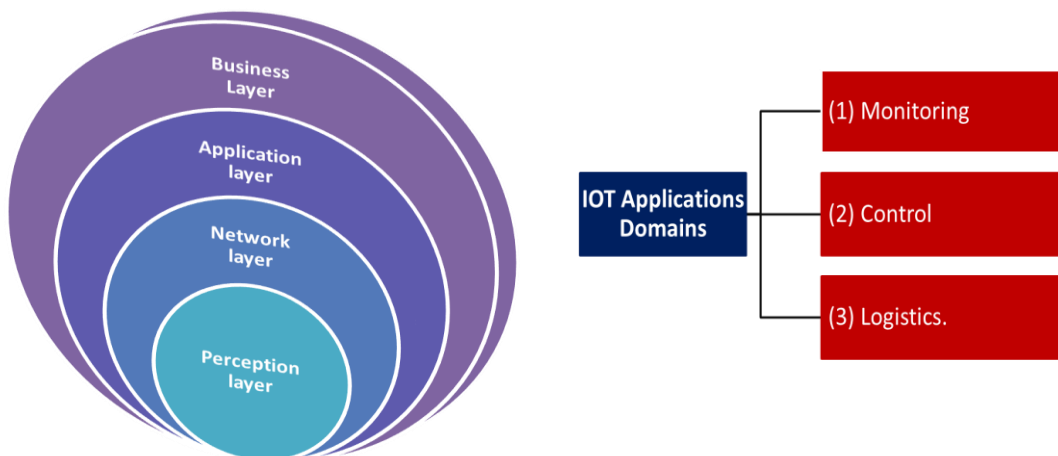 Business
Layer
Application
layer
Network
layer
Perception
layer
IOT Applications
Domains
(1) Monitoring
(2) Control
(3) Logistics.